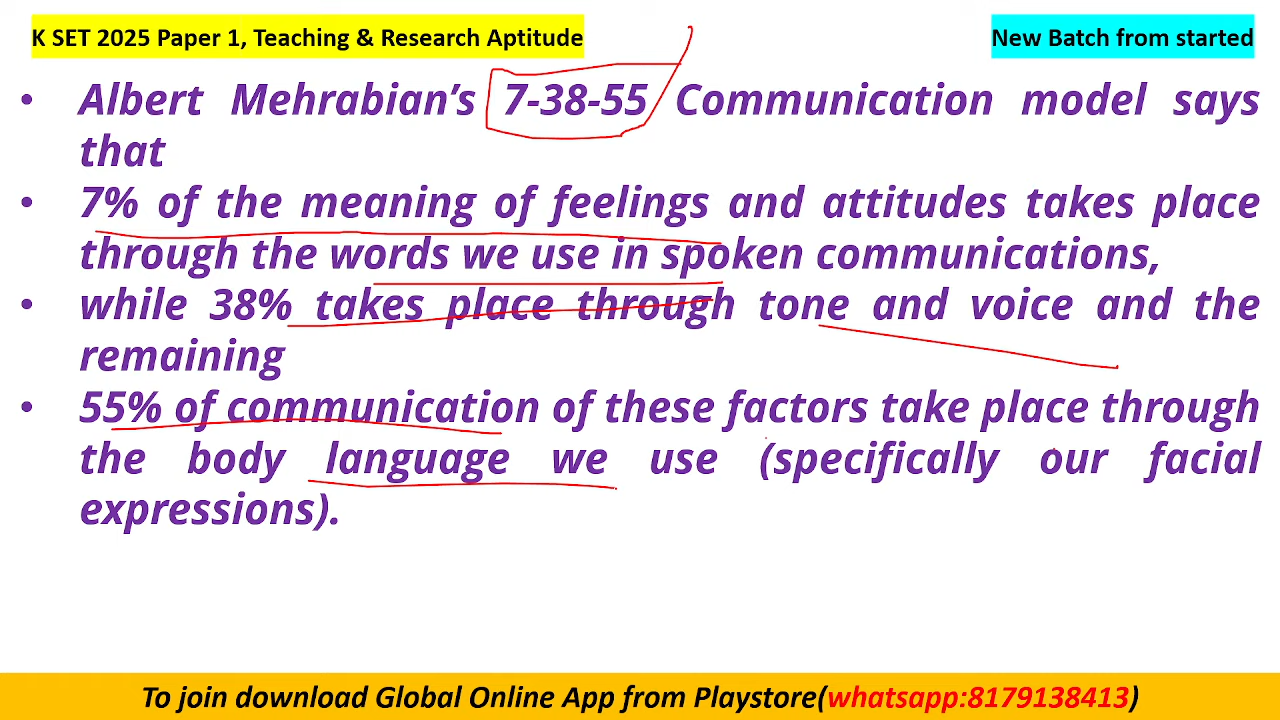 K SET 2025 Paper 1, Teaching & Research Aptitude
New Batch from started
• Albert Mehrabian's 7-38-55 Communication model says
that
• 7% of the meaning of feelings and attitudes takes place
through the words we use in spoken communications,
• while 38% takes place through tone and voice and the
remaining
• 55% of communication of these factors take place through
the body language we use (specifically our facial
expressions).
To join download Global Online App from Playstore(whatsapp:8179138413)